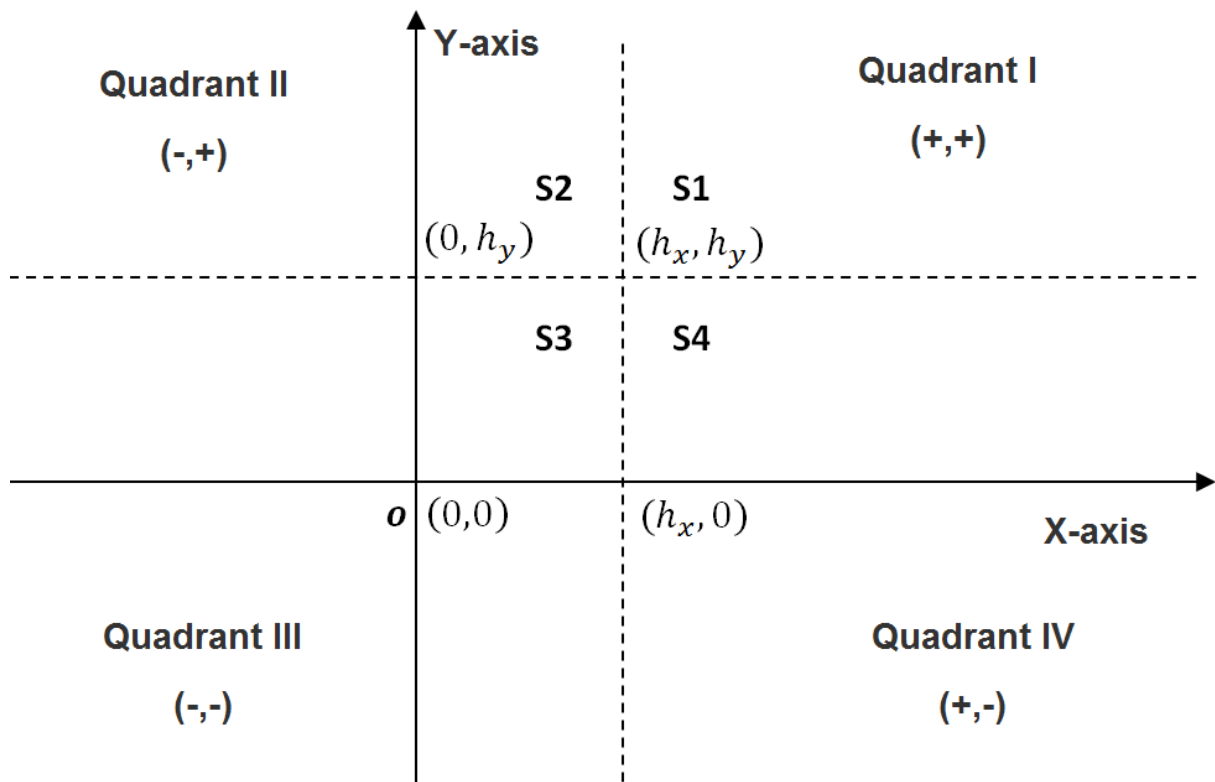 Y-axis
Quadrant II
(-,+)
Quadrant I
(+,+)
S2
S1
(0, h_y)
(h_x, h_y)
S3
S4
o
(0,0)
(h_x, 0)
X-axis
Quadrant III
(-,-)
Quadrant IV
(+,-)